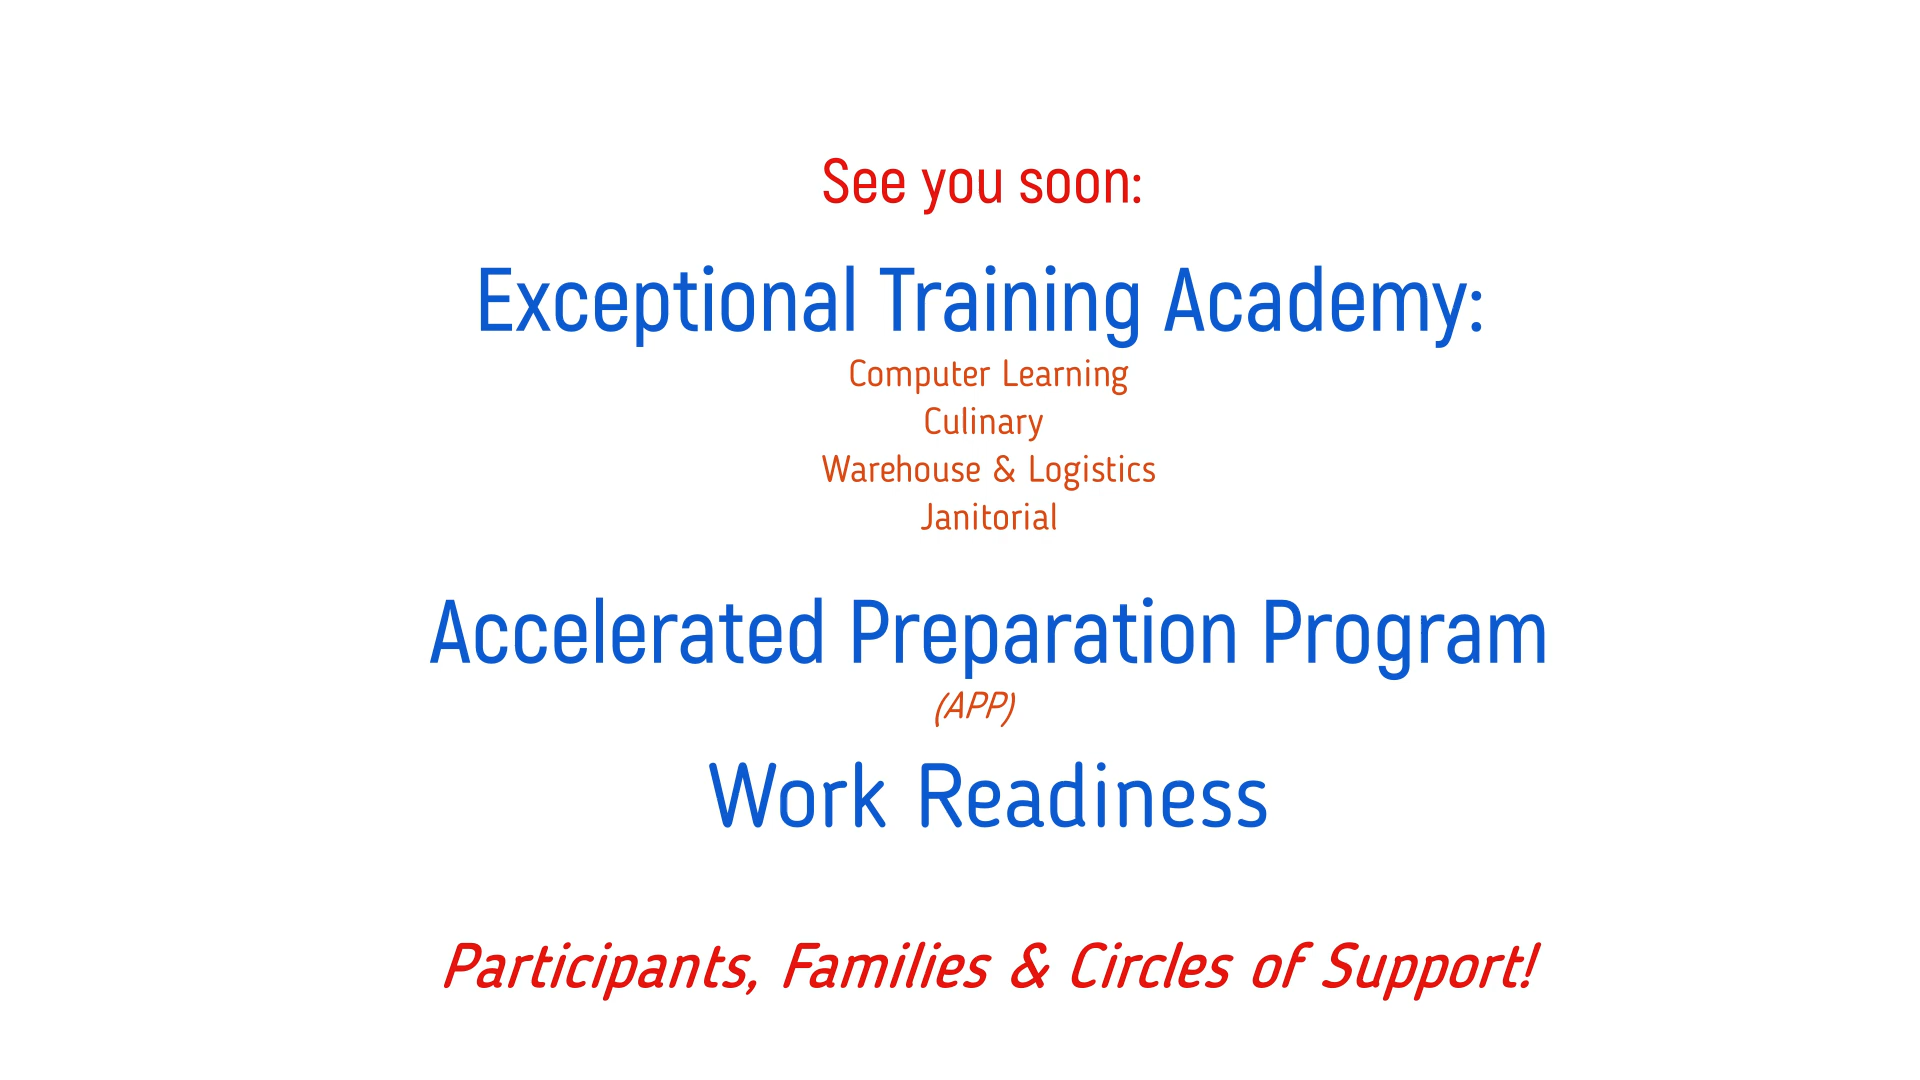 See you soon:
Exceptional Training Academy:
Computer Learning
Culinary
Warehouse & Logistics
Janitorial
Accelerated Preparation Program
(APP)
Work Readiness
Participants, Families & Circles of Support!